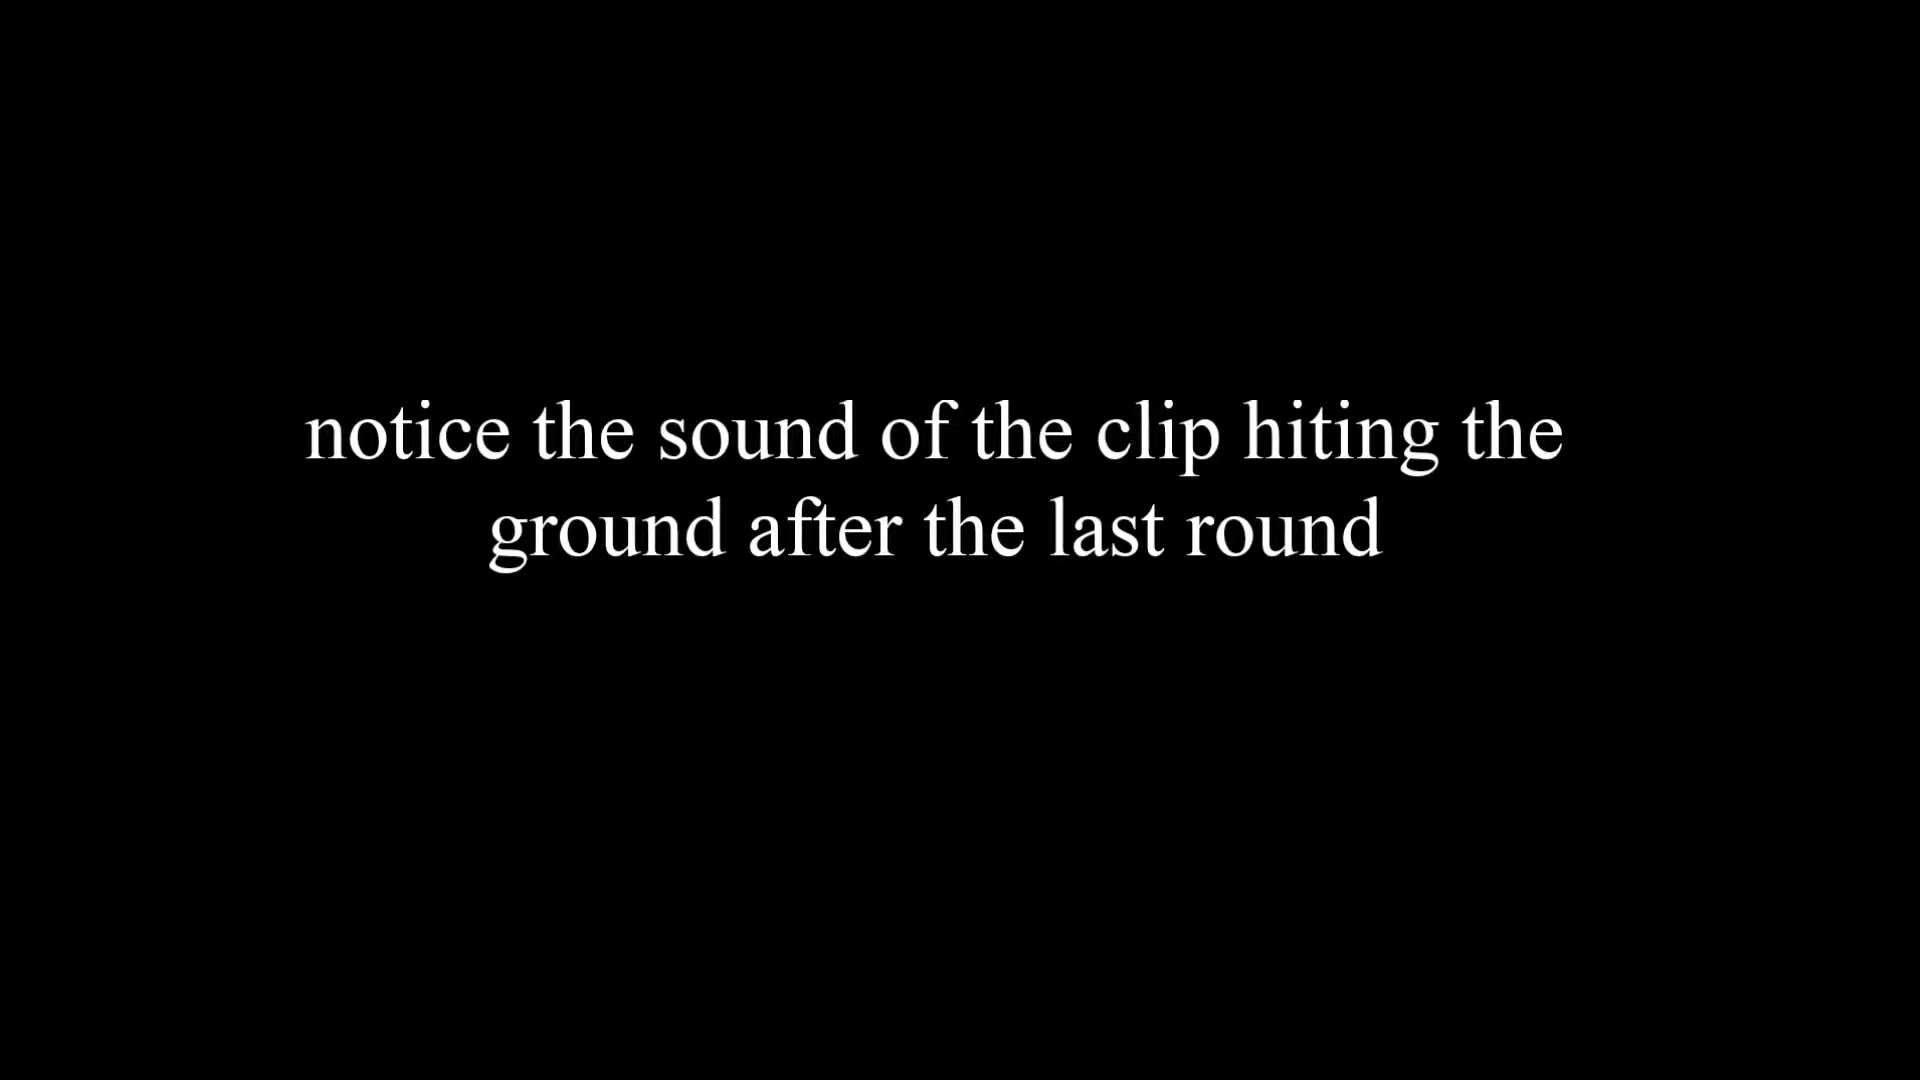 notice the sound of the clip hiting the
ground after the last round